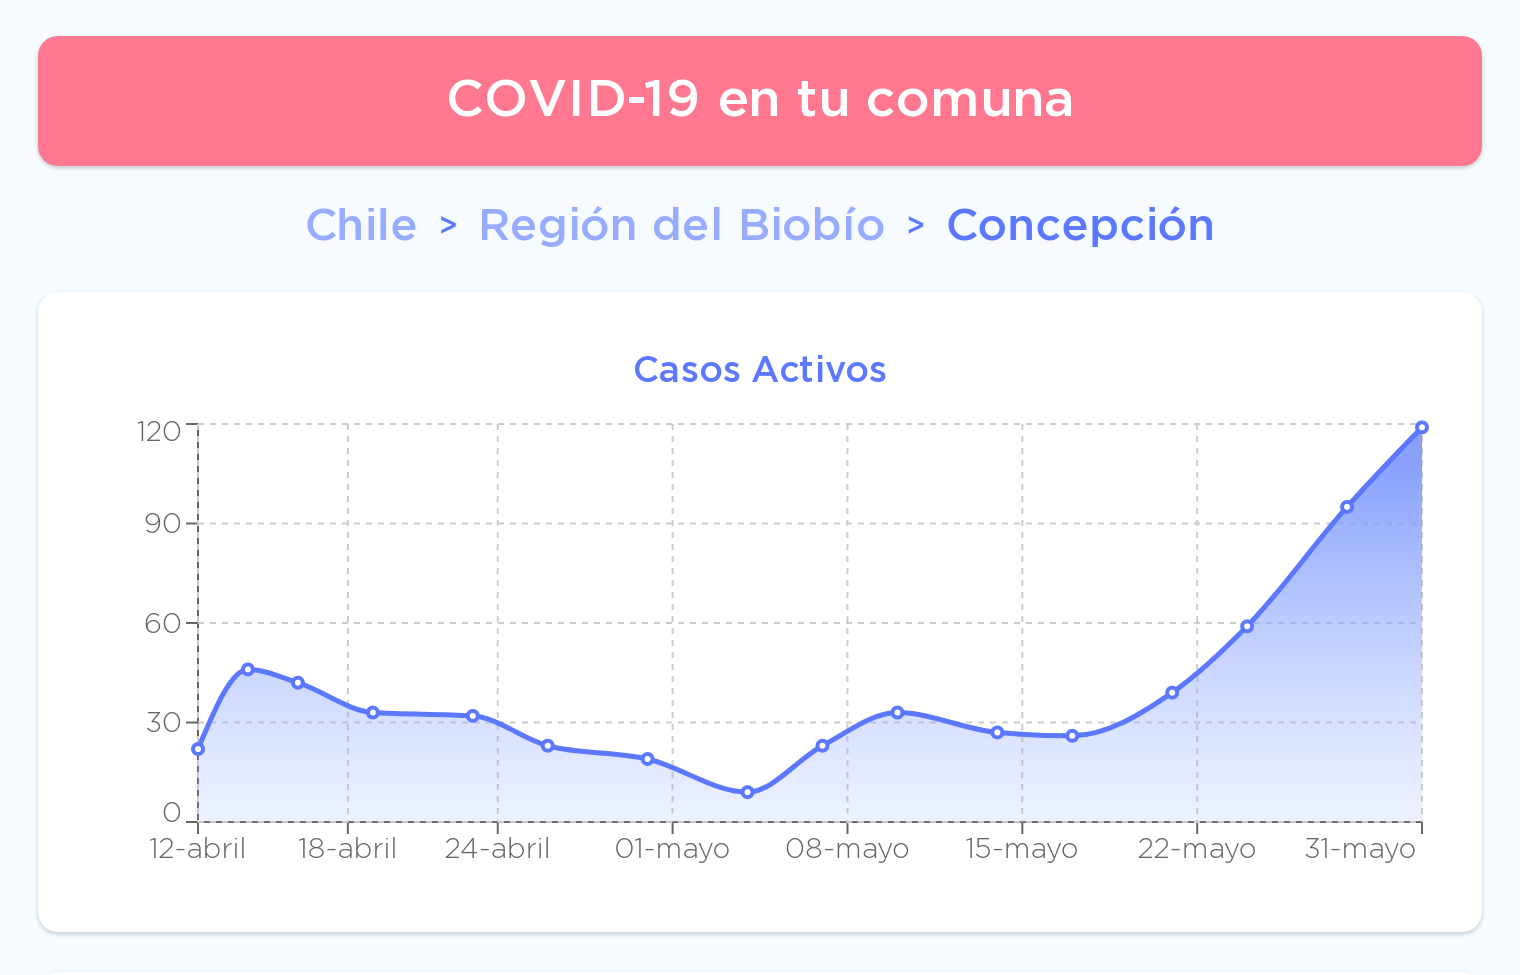 COVID-19 en tu comuna
Chile > Región del Biobío > Concepción
Casos Activos
120
90
60
30
0
12-abril 18-abril 24-abril 01-mayo 08-mayo 15-mayo 22-mayo 31-mayo